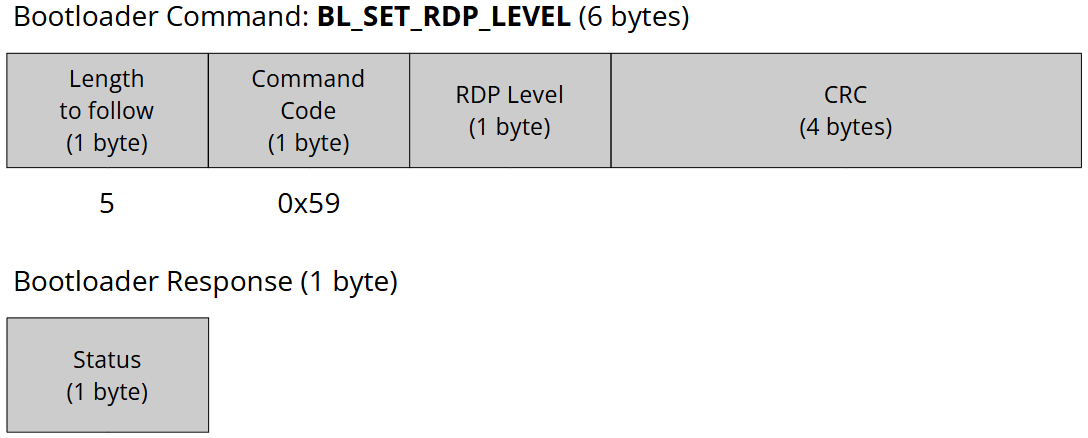 Bootloader Command: BL_SET_RDP_LEVEL (6 bytes)
Length
to follow
(1 byte)
Command
Code
(1 byte)
RDP Level
(1 byte)
CRC
(4 bytes)
5
0x59
Bootloader Response (1 byte)
Status
(1 byte)